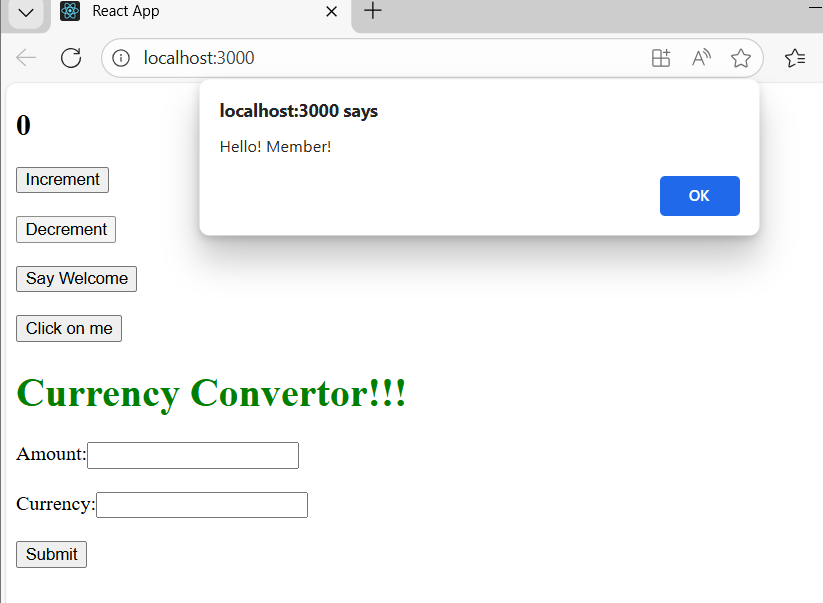 React App
localhost:3000
localhost:3000 says
Hello! Member!
OK
0
Increment
Decrement
Say Welcome
Click on me
Currency Convertor!!!
Amount:
Currency:
Submit